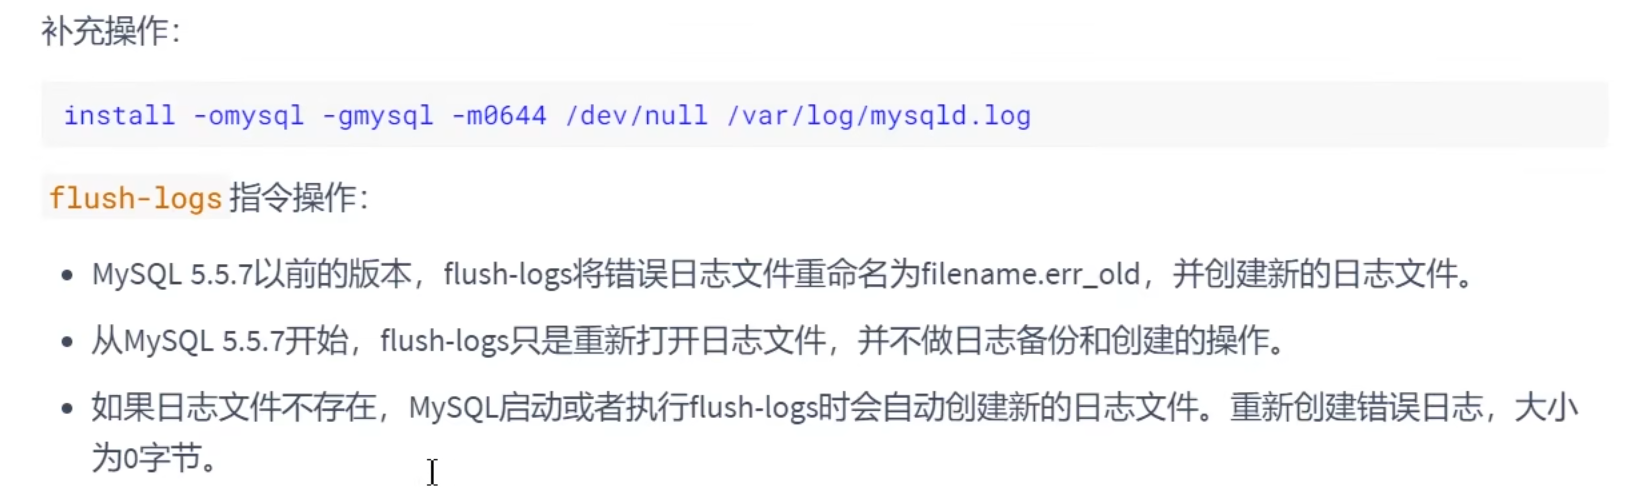 补充操作：
install -omysql -gmysql -m0644 /dev/null /var/log/mysqld.log
flush-logs指令操作：
• MySQL 5.5.7以前的版本，flush-logs将错误日志文件重命名为filename.err_old，并创建新的日志文件。
• 从MySQL 5.5.7开始，flush-logs只是重新打开日志文件，并不做日志备份和创建的操作。
• 如果日志文件不存在，MySQL启动或者执行flush-logs时会自动创建新的日志文件。重新创建错误日志，大小
为0字节。